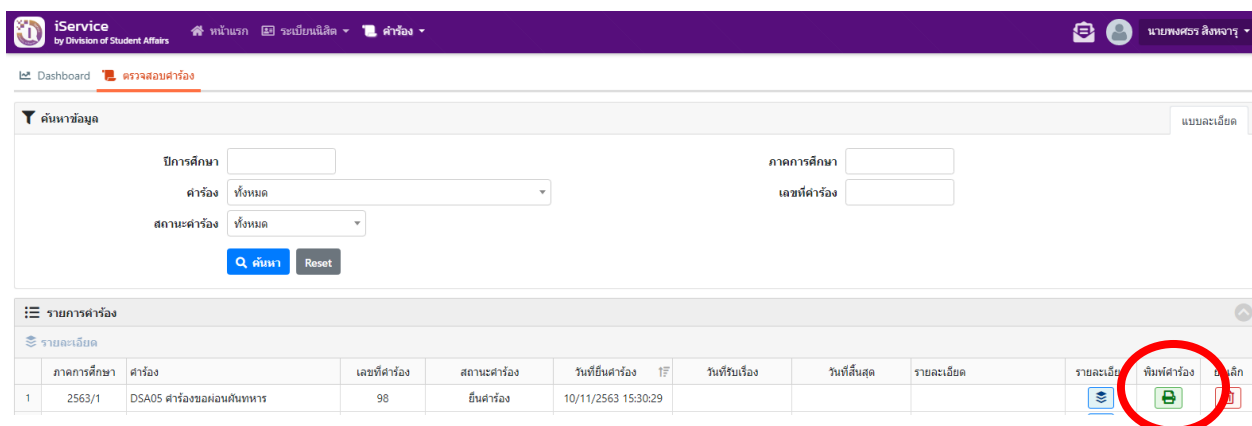 iService
by Division of Student Affairs
หน้าแรก ระเบียนนิสิต คำร้อง
นายพงศธร สิงหจารุ
Dashboard ตรวจสอบคำร้อง
ค้นหาข้อมูล
แบบละเอียด
ปีการศึกษา ภาคการศึกษา
คำร้อง ทั้งหมด เลขที่คำร้อง
สถานะคำร้อง ทั้งหมด
ค้นหา Reset
รายการคำร้อง
รายละเอียด
ภาคการศึกษา คำร้อง เลขที่คำร้อง สถานะคำร้อง วันที่ยื่นคำร้อง วันที่รับเรื่อง วันที่สิ้นสุด รายละเอียด พิมพ์คำร้อง
1 2563/1 DSA05 คำร้องขอผ่อนผันทหาร 98 ยื่นคำร้อง 10/11/2563 15:30:29